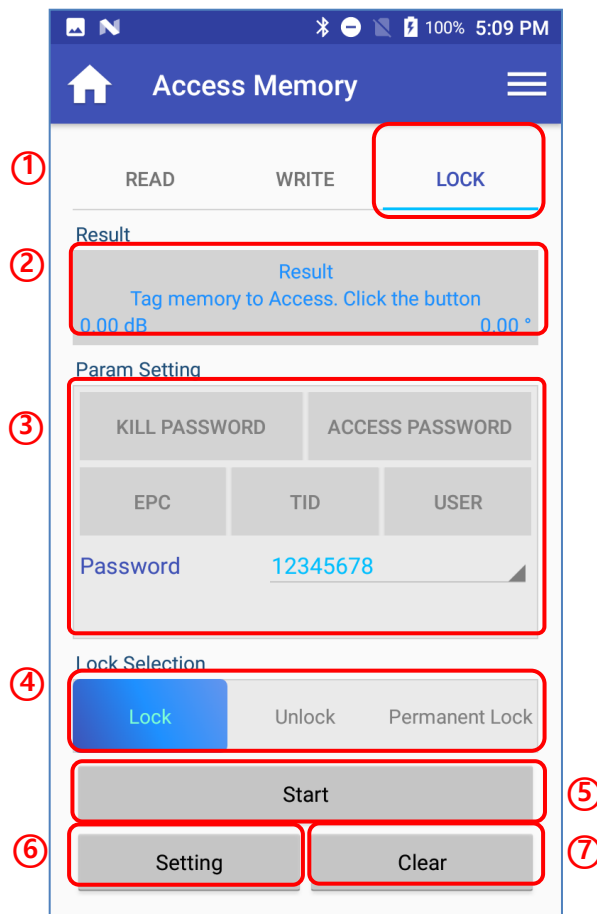 100% 5:09 PM
Access Memory
① READ WRITE LOCK
Result
② Result
Tag memory to Access. Click the button
0.00 dB 0.00 °
Param Setting
③ KILL PASSWORD ACCESS PASSWORD
EPC TID USER
Password 12345678
Lock Selection
④ Lock Unlock Permanent Lock
Start ⑤
⑥ Setting Clear ⑦